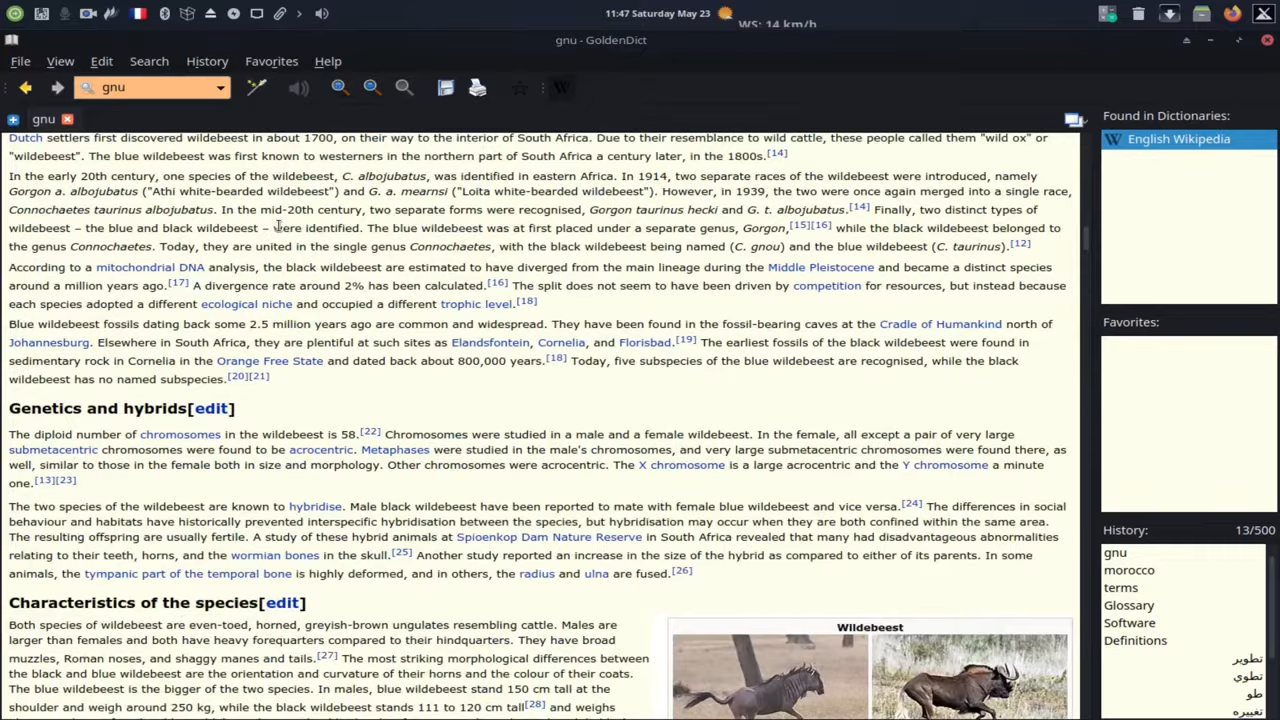 11:47 Saturday May 23
WS: 14 km/h
gnu - GoldenDict
File View Edit Search History Favorites Help
gnu
gnu
Dutch settlers first discovered wildebeest in about 1700, on their way to the interior of South Africa. Due to their resemblance to wild cattle, these people called them "wild ox" or
"wildebeest". The blue wildebeest was first known to westerners in the northern part of South Africa a century later, in the 1800s.[14]
In the early 20th century, one species of the wildebeest, C. albojubatus, was identified in eastern Africa. In 1914, two separate races of the wildebeest were introduced, namely
Gorgon a. albojubatus ("Athi white-bearded wildebeest") and G. a. mearnsi ("Loita white-bearded wildebeest"). However, in 1939, the two were once again merged into a single race,
Connochaetes taurinus albojubatus. In the mid-20th century, two separate forms were recognised, Gorgon taurinus hecki and G. t. albojubatus.[14] Finally, two distinct types of
wildebeest – the blue and black wildebeest – were identified. The blue wildebeest was at first placed under a separate genus, Gorgon,[15][16] while the black wildebeest belonged to
the genus Connochaetes. Today, they are united in the single genus Connochaetes, with the black wildebeest being named (C. gnou) and the blue wildebeest (C. taurinus).[12]
According to a mitochondrial DNA analysis, the black wildebeest are estimated to have diverged from the main lineage during the Middle Pleistocene and became a distinct species
around a million years ago.[17] A divergence rate around 2% has been calculated.[16] The split does not seem to have been driven by competition for resources, but instead because
each species adopted a different ecological niche and occupied a different trophic level.[18]
Blue wildebeest fossils dating back some 2.5 million years ago are common and widespread. They have been found in the fossil-bearing caves at the Cradle of Humankind north of
Johannesburg. Elsewhere in South Africa, they are plentiful at such sites as Elandsfontein, Cornelia, and Florisbad.[19] The earliest fossils of the black wildebeest were found in
sedimentary rock in Cornelia in the Orange Free State and dated back about 800,000 years.[18] Today, five subspecies of the blue wildebeest are recognised, while the black
wildebeest has no named subspecies.[20][21]
Genetics and hybrids[edit]
The diploid number of chromosomes in the wildebeest is 58.[22] Chromosomes were studied in a male and a female wildebeest. In the female, all except a pair of very large
submetacentric chromosomes were found to be acrocentric. Metaphases were studied in the male's chromosomes, and very large submetacentric chromosomes were found there, as
well, similar to those in the female both in size and morphology. Other chromosomes were acrocentric. The X chromosome is a large acrocentric and the Y chromosome a minute
one.[13][23]
The two species of the wildebeest are known to hybridise. Male black wildebeest have been reported to mate with female blue wildebeest and vice versa.[24] The differences in social
behaviour and habitats have historically prevented interspecific hybridisation between the species, but hybridisation may occur when they are both confined within the same area.
The resulting offspring are usually fertile. A study of these hybrid animals at Spioenkop Dam Nature Reserve in South Africa revealed that many had disadvantageous abnormalities
relating to their teeth, horns, and the wormian bones in the skull.[25] Another study reported an increase in the size of the hybrid as compared to either of its parents. In some
animals, the tympanic part of the temporal bone is highly deformed, and in others, the radius and ulna are fused.[26]
Characteristics of the species[edit]
Both species of wildebeest are even-toed, horned, greyish-brown ungulates resembling cattle. Males are
larger than females and both have heavy forequarters compared to their hindquarters. They have broad
muzzles, Roman noses, and shaggy manes and tails.[27] The most striking morphological differences between
the black and blue wildebeest are the orientation and curvature of their horns and the colour of their coats.
The blue wildebeest is the bigger of the two species. In males, blue wildebeest stand 150 cm tall at the
shoulder and weigh around 250 kg, while the black wildebeest stands 111 to 120 cm tall[28] and weighs
Wildebeest
Found in Dictionaries:
English Wikipedia
Favorites:
History: 13/500
gnu
morocco
terms
Glossary
Software
Definitions
تطوير
تطوي
طو
تغييره